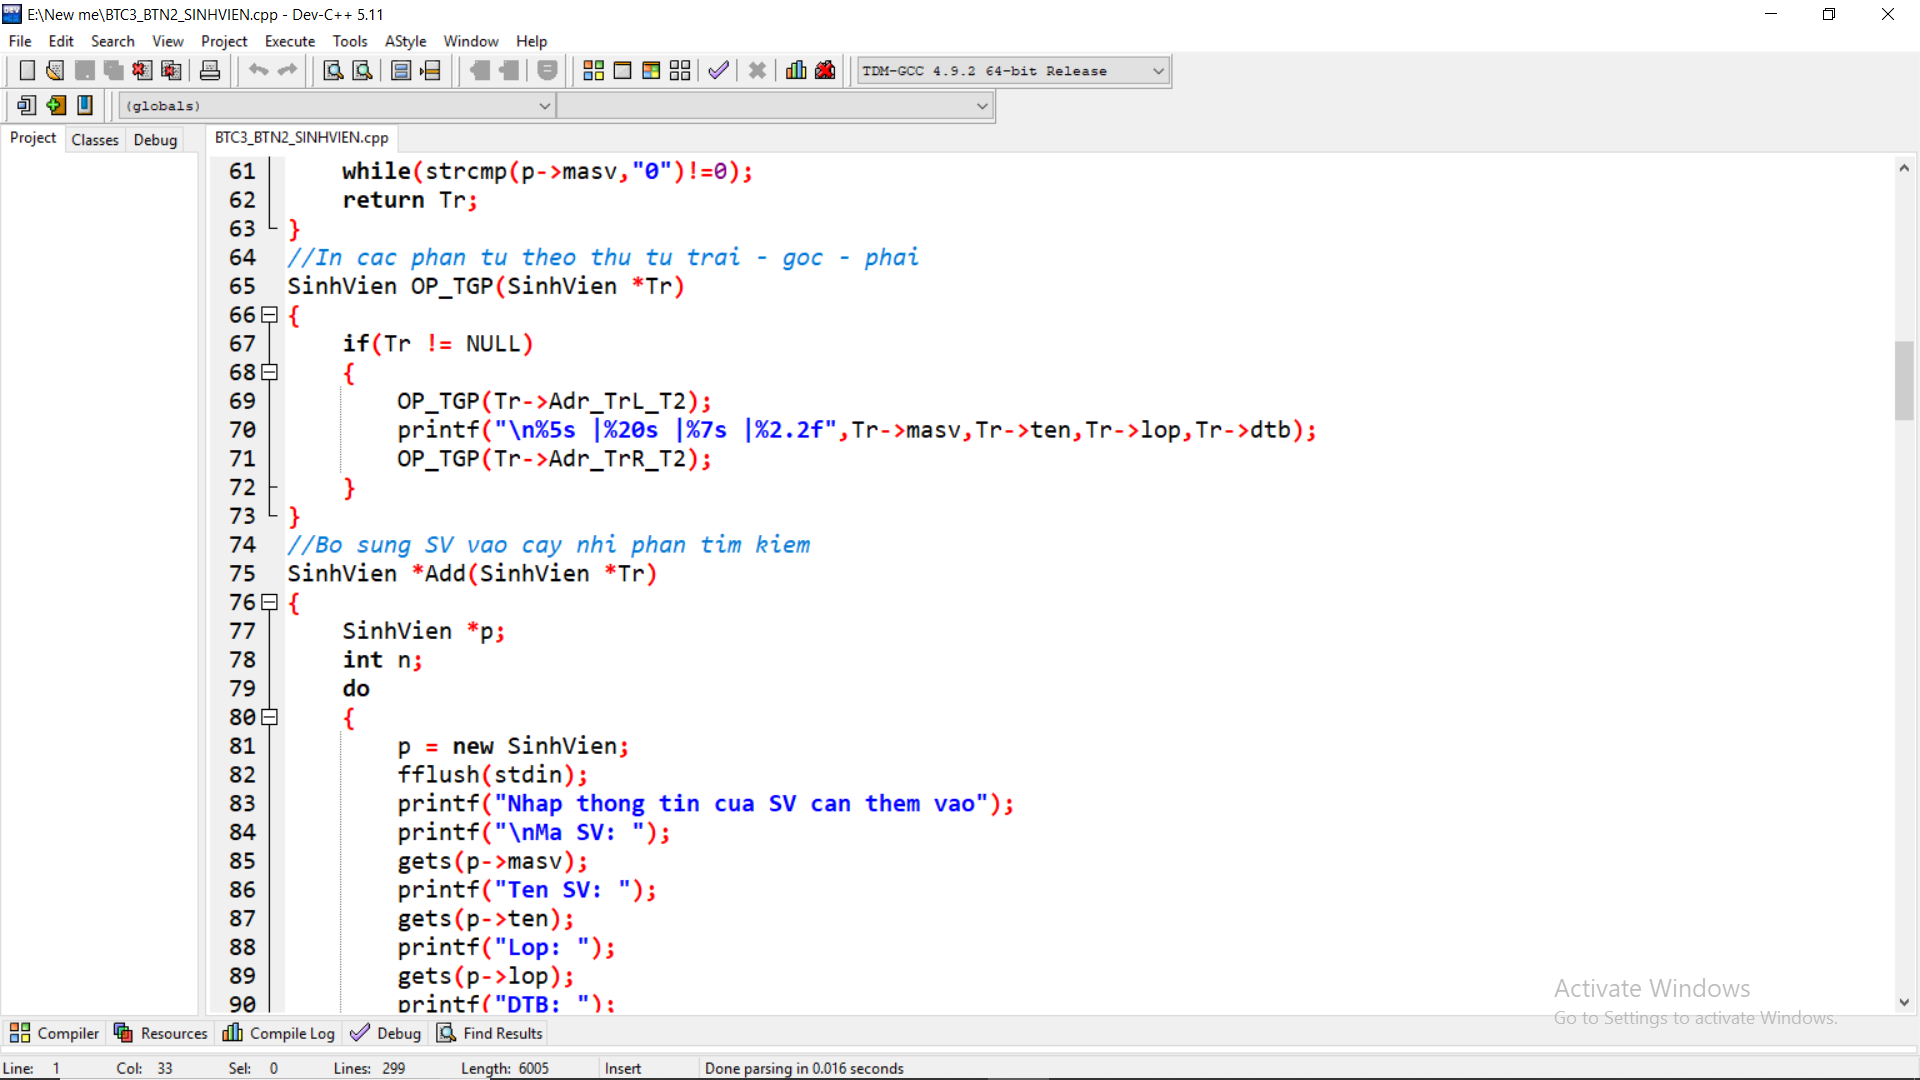 E:\New me\BTC3_BTN2_SINHVIEN.cpp - Dev-C++ 5.11
File Edit Search View Project Execute Tools AStyle Window Help
TDM-GCC 4.9.2 64-bit Release
(globals)
Project Classes Debug BTC3_BTN2_SINHVIEN.cpp
61 while(strcmp(p->masv,"0")!=0);
62 return Tr;
63 }
64 //In cac phan tu theo thu tu trai - goc - phai
65 SinhVien OP_TGP(SinhVien *Tr)
66 {
67 if(Tr != NULL)
68 {
69 OP_TGP(Tr->Adr_TrL_T2);
70 printf("\n%5s |%20s |%7s |%2.2f",Tr->masv,Tr->ten,Tr->lop,Tr->dtb);
71 OP_TGP(Tr->Adr_TrR_T2);
72 }
73 }
74 //Bo sung SV vao cay nhi phan tim kiem
75 SinhVien *Add(SinhVien *Tr)
76 {
77 SinhVien *p;
78 int n;
79 do
80 {
81 p = new SinhVien;
82 fflush(stdin);
83 printf("Nhap thong tin cua SV can them vao");
84 printf("\nMa SV: ");
85 gets(p->masv);
86 printf("Ten SV: ");
87 gets(p->ten);
88 printf("Lop: ");
89 gets(p->lop);
90 printf("DTB: ");
Activate Windows
Go to Settings to activate Windows.
Compiler Resources Compile Log Debug Find Results
Line: 1 Col: 33 Sel: 0 Lines: 299 Length: 6005 Insert Done parsing in 0.016 seconds